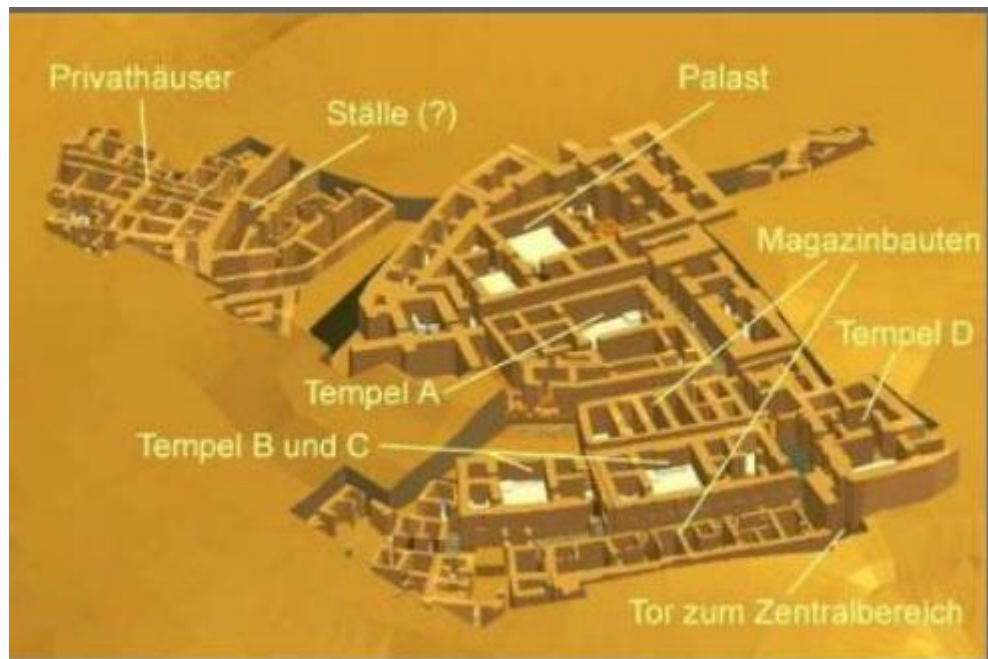 Privathäuser
Palast
Ställe (?)
Magazinbauten
Tempel D
Tempel A
Tempel B und C
Tor zum Zentralbereich